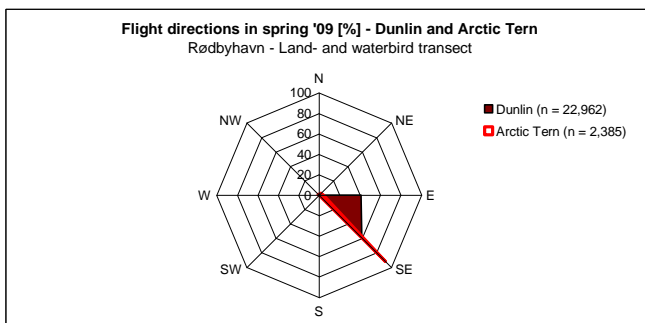 Flight directions in spring '09 [%] - Dunlin and Arctic Tern
Rødbyhavn - Land- and waterbird transect
N
100
80
60
40
20
0
NW
NE
W
E
SW
SE
S
Dunlin (n = 22,962)
Arctic Tern (n = 2,385)